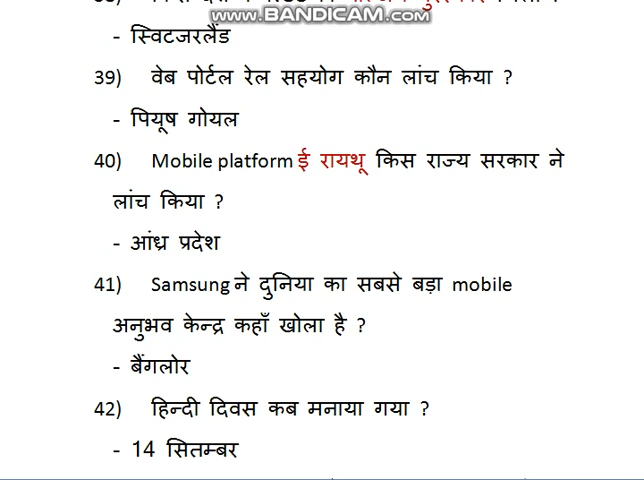 www.BANDICAM.com
- स्विटजरलैंड
39) वेब पोर्टल रेल सहयोग कौन लांच किया ?
- पियूष गोयल
40) Mobile platform ई रायथू किस राज्य सरकार ने
लांच किया ?
- आंध्र प्रदेश
41) Samsung ने दुनिया का सबसे बड़ा mobile
अनुभव केन्द्र कहाँ खोला है ?
- बैंगलोर
42) हिन्दी दिवस कब मनाया गया ?
- 14 सितम्बर